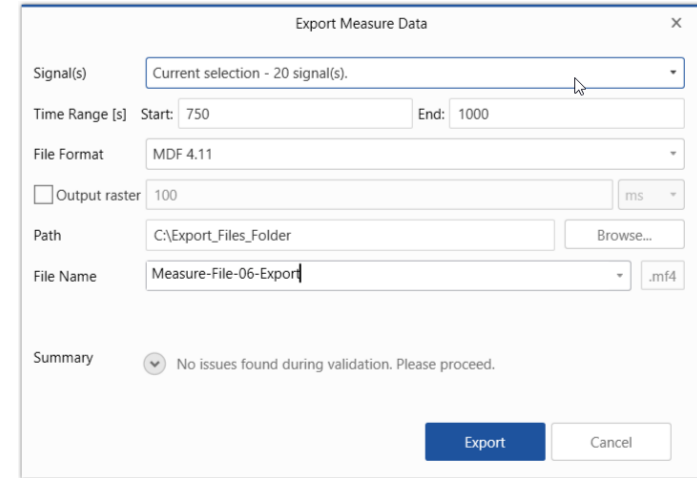 Export Measure Data
Signal(s) Current selection - 20 signal(s).
Time Range [s] Start: 750 End: 1000
File Format MDF 4.11
Output raster 100 ms
Path C:\Export_Files_Folder Browse...
File Name Measure-File-06-Export .mf4
Summary No issues found during validation. Please proceed.
Export Cancel